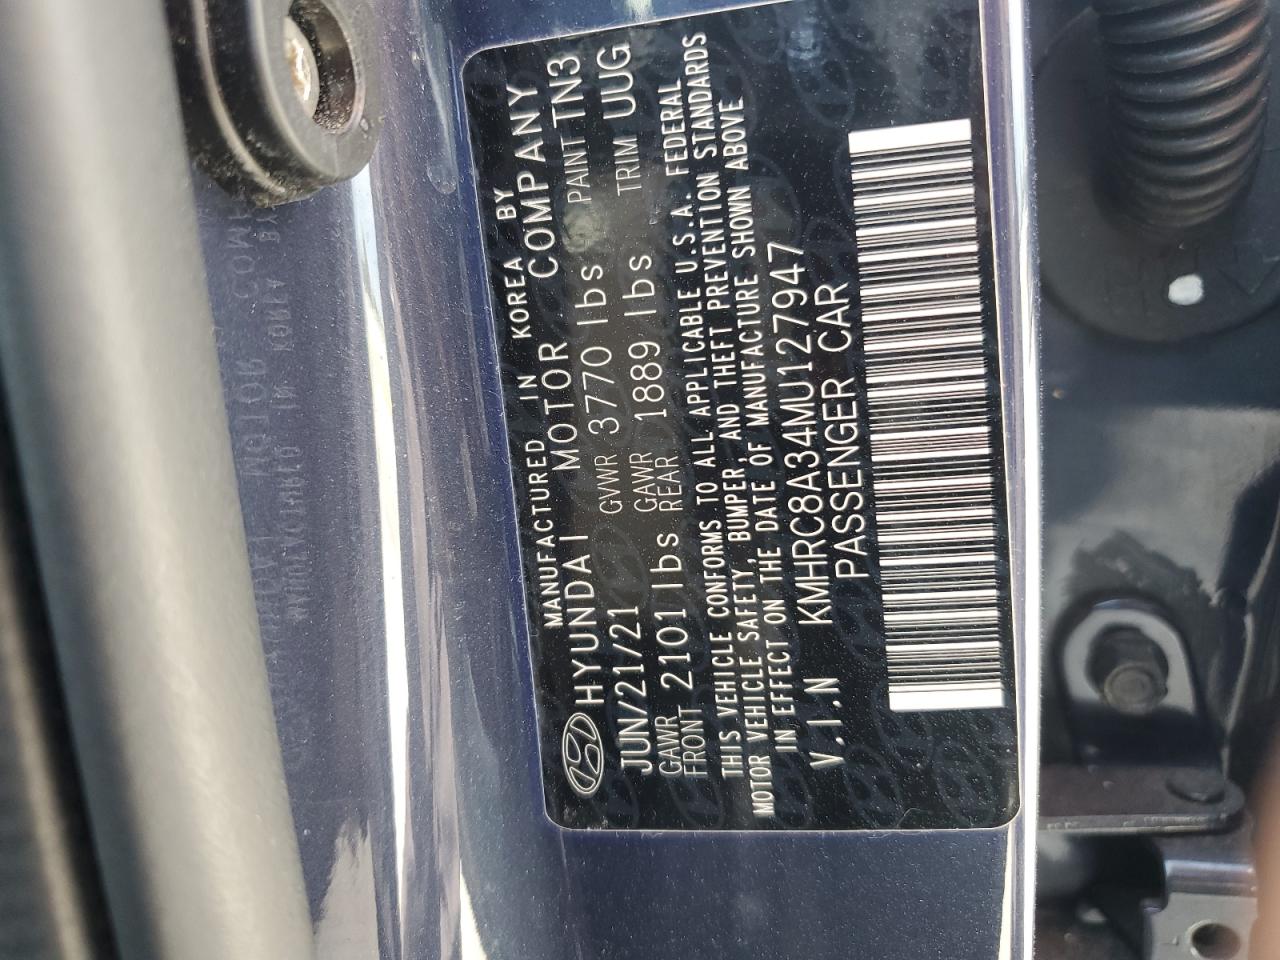 MANUFACTURED IN KOREA BY
HYUNDAI MOTOR COMPANY
JUN/21/21 GVWR 3770 lbs PAINT TN3
GAWR FRONT 2101 lbs GAWR REAR 1889 lbs TRIM UUG
THIS VEHICLE CONFORMS TO ALL APPLICABLE U.S.A. FEDERAL
MOTOR VEHICLE SAFETY, BUMPER, AND THEFT PREVENTION STANDARDS
IN EFFECT ON THE DATE OF MANUFACTURE SHOWN ABOVE
V.I.N KMHRC8A34MU127947
PASSENGER CAR